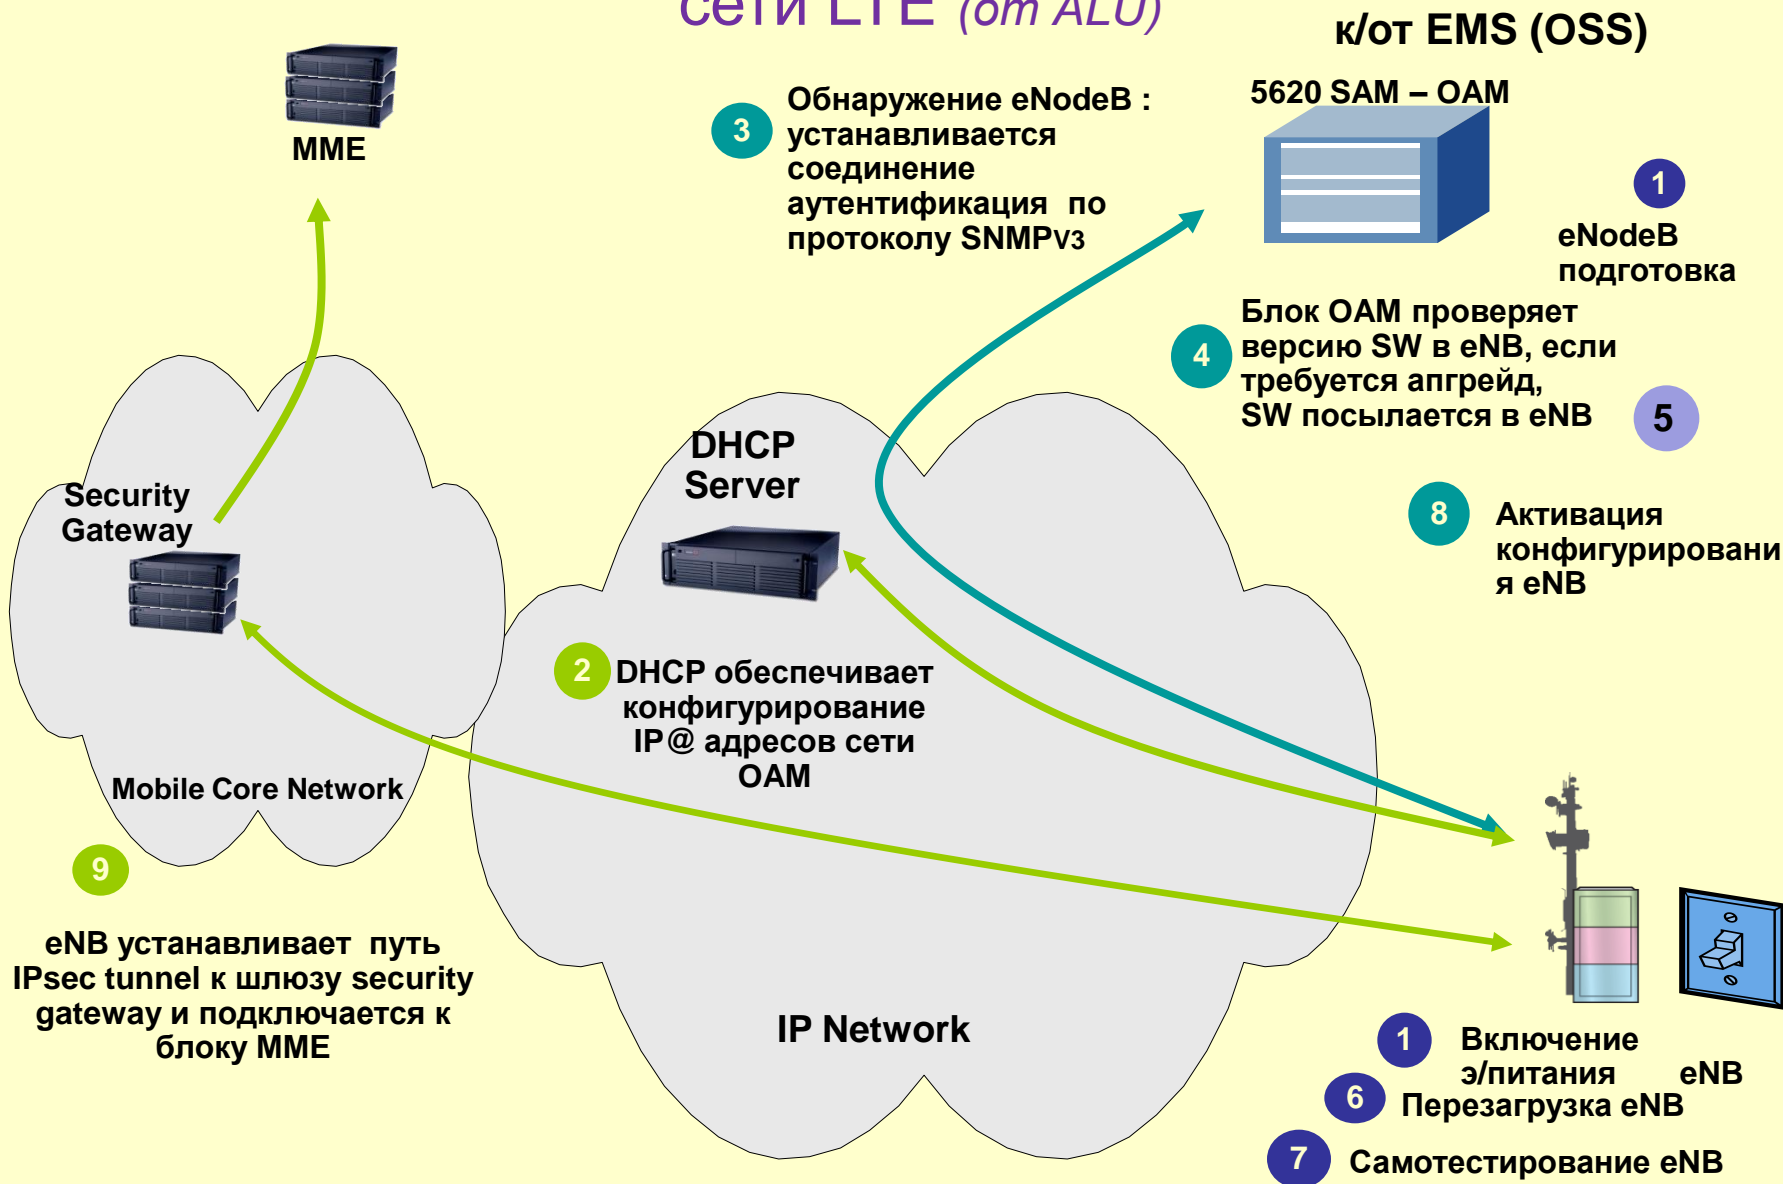 сети LTE (от ALU)
к/от EMS (OSS)
5620 SAM – OAM
MME
3
Обнаружение eNodeB :
устанавливается
соединение
аутентификация по
протоколу SNMPV3
1
eNodeB
подготовка
4
Блок OAM проверяет
версию SW в eNB, если
требуется апгрейд,
SW посылается в eNB
5
DHCP
Server
Security
Gateway
8
Активация
конфигурировани
я eNB
2
DHCP обеспечивает
конфигурирование
IP@ адресов сети
OAM
Mobile Core Network
9
eNB устанавливает путь
IPsec tunnel к шлюзу security
gateway и подключается к
блоку MME
IP Network
1
Включение
э/питания eNB
6
Перезагрузка eNB
7
Самотестирование eNB